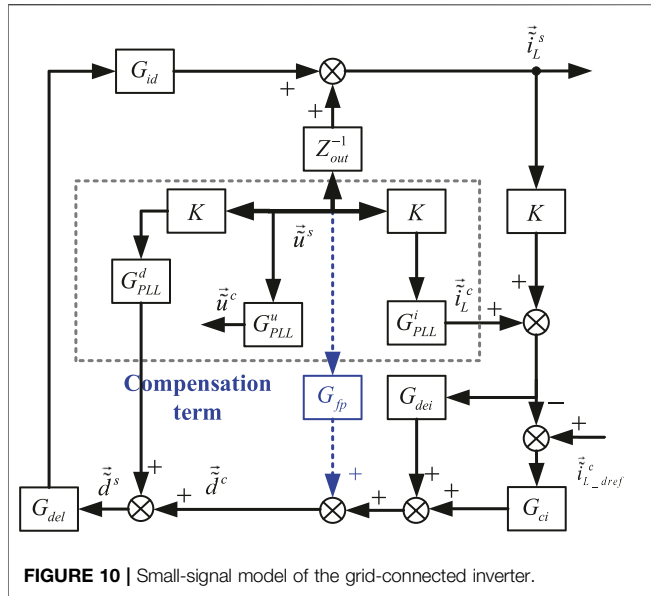 i_L^s
G_id
+
+
Z_out^-1
K
u^s
K
K
G_PLL^d
u^c
G_PLL^u
i_L^c
G_PLL^i
+
+
Compensation
term
G_fp
G_dei
−
+
i_L_dref^c
d^s
+
+
d^c
+
+
+
+
G_del
G_ci
FIGURE 10 | Small-signal model of the grid-connected inverter.